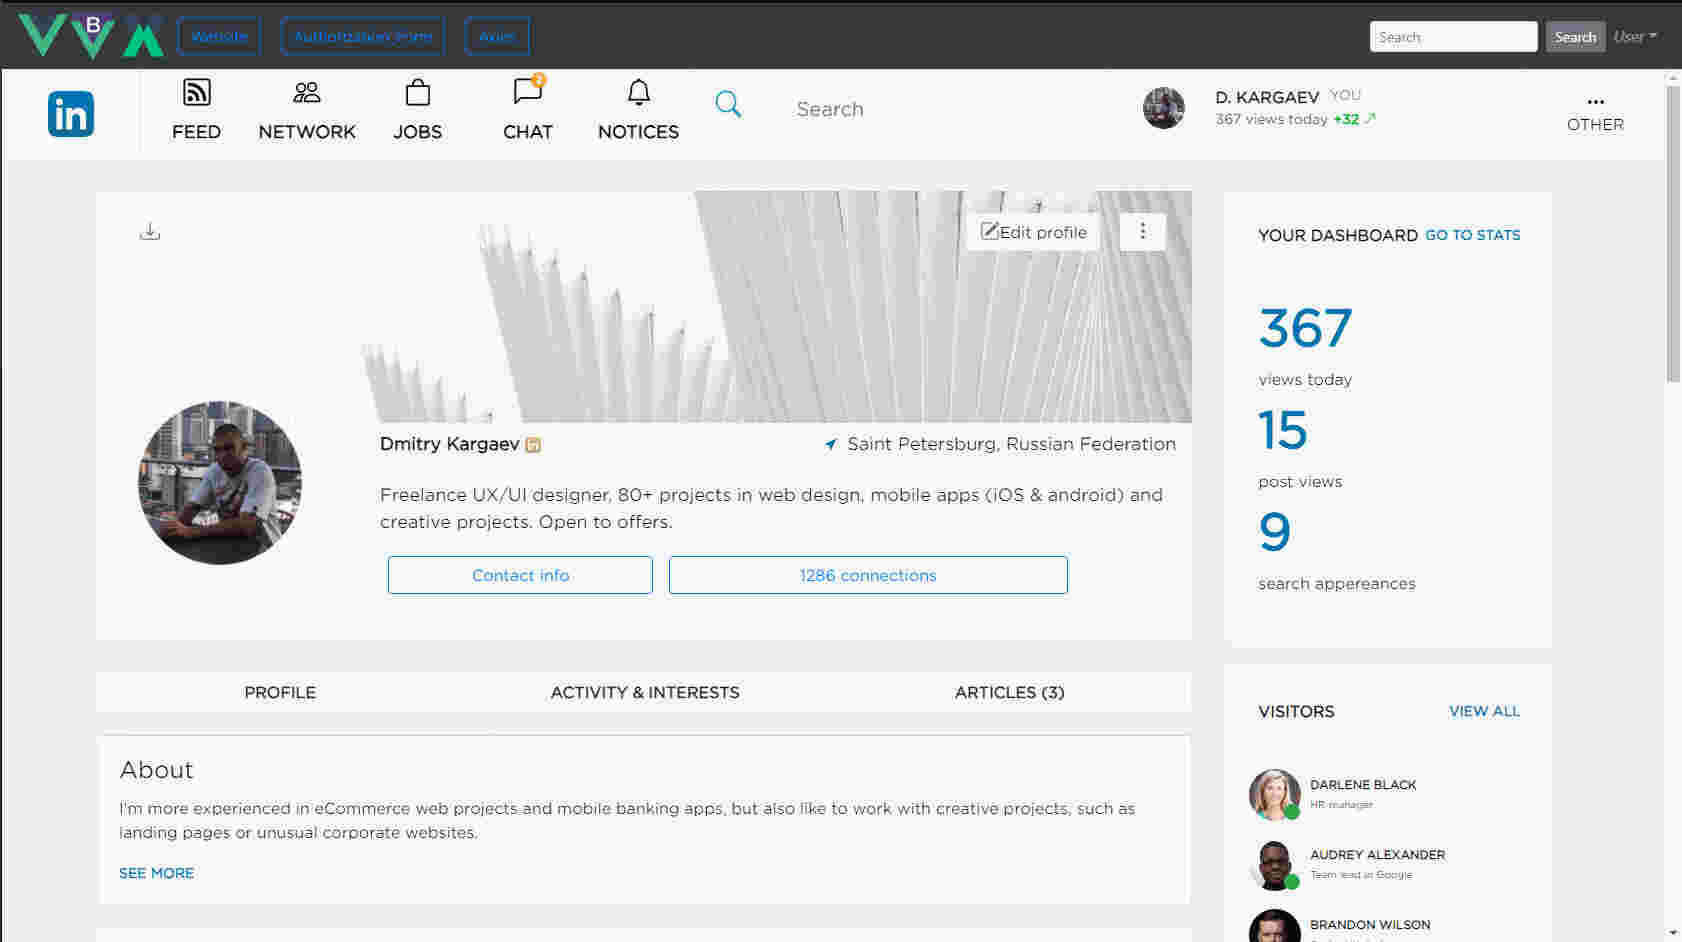 B
Website
Authorization Form
Axios
Search
Search
User
in
FEED
NETWORK
JOBS
2
CHAT
NOTICES
Search
D. KARGAEV YOU
367 views today +32
OTHER
Edit profile
Dmitry Kargaev
Saint Petersburg, Russian Federation
Freelance UX/UI designer, 80+ projects in web design, mobile apps (iOS & android) and
creative projects. Open to offers.
Contact info
1286 connections
YOUR DASHBOARD GO TO STATS
367
views today
15
post views
9
search appereances
PROFILE
ACTIVITY & INTERESTS
ARTICLES (3)
About
I'm more experienced in eCommerce web projects and mobile banking apps, but also like to work with creative projects, such as
landing pages or unusual corporate websites.
SEE MORE
VISITORS
VIEW ALL
DARLENE BLACK
HR-manager
AUDREY ALEXANDER
Team lead in Google
BRANDON WILSON